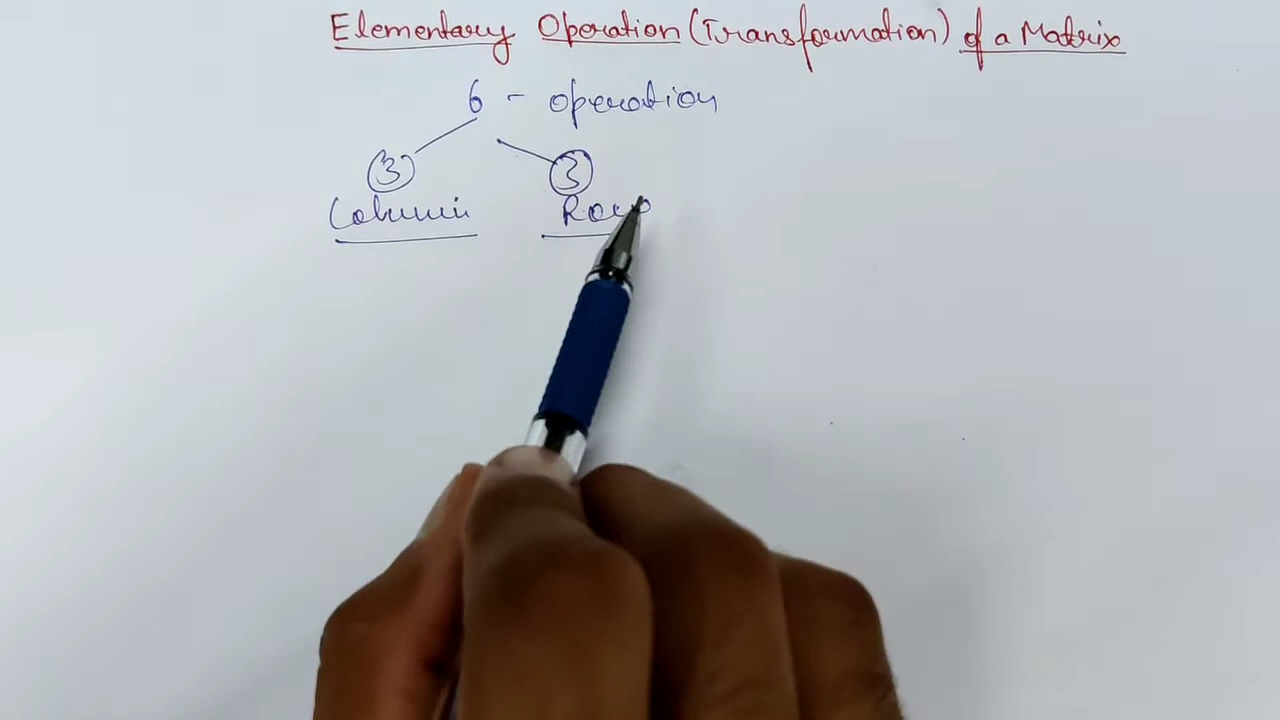 Elementary Operation (Transformation) of a Matrix
6 - operation
3 3
Column Row